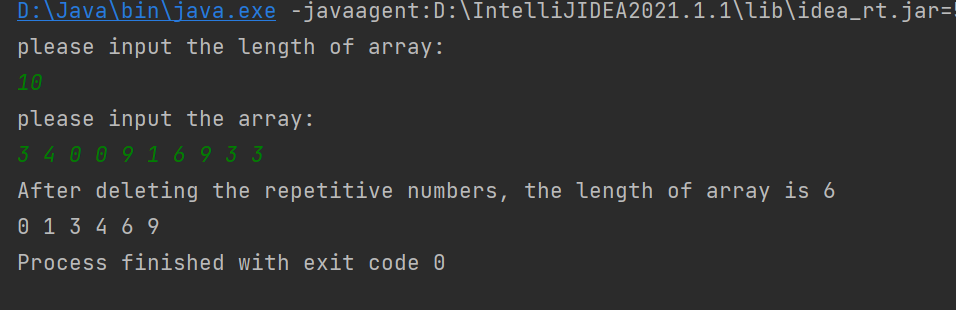 D:\Java\bin\java.exe -javaagent:D:\IntelliJIDEA2021.1.1\lib\idea_rt.jar=
please input the length of array:
10
please input the array:
3 4 0 0 9 1 6 9 3 3
After deleting the repetitive numbers, the length of array is 6
0 1 3 4 6 9
Process finished with exit code 0